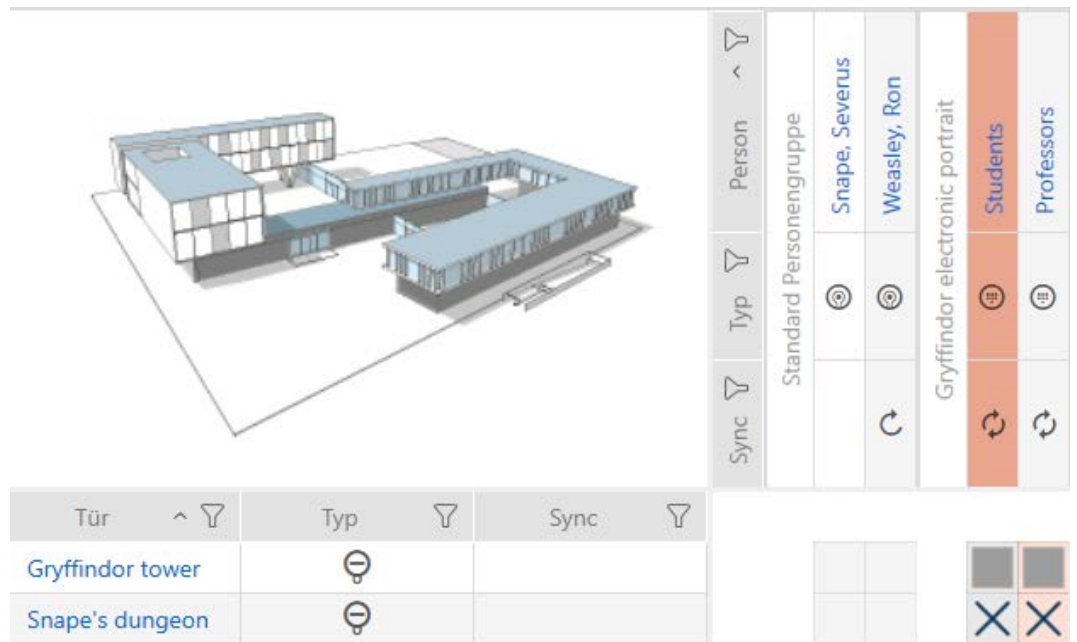 Person
Typ
Sync
Standard Personengruppe
Snape, Severus
Weasley, Ron
Gryffindor electronic portrait
Students
Professors
Tür Typ Sync
Gryffindor tower
Snape's dungeon